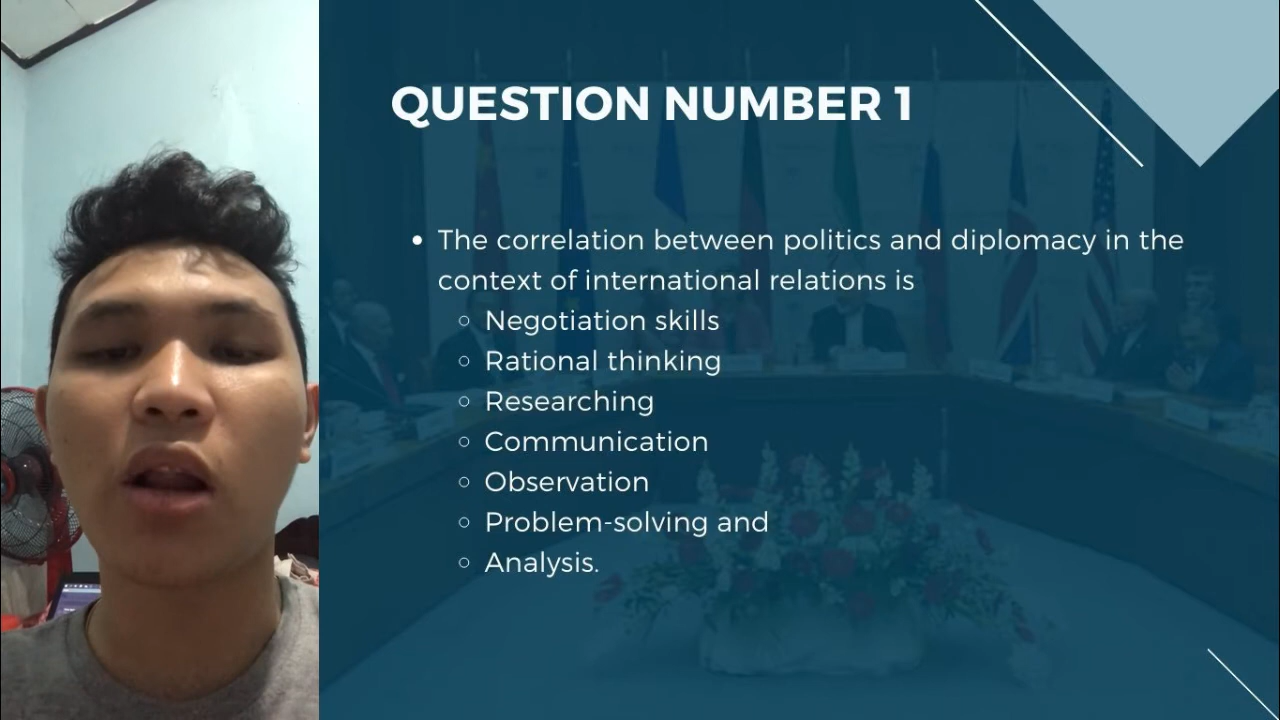 QUESTION NUMBER 1
• The correlation between politics and diplomacy in the
context of international relations is
○ Negotiation skills
○ Rational thinking
○ Researching
○ Communication
○ Observation
○ Problem-solving and
○ Analysis.